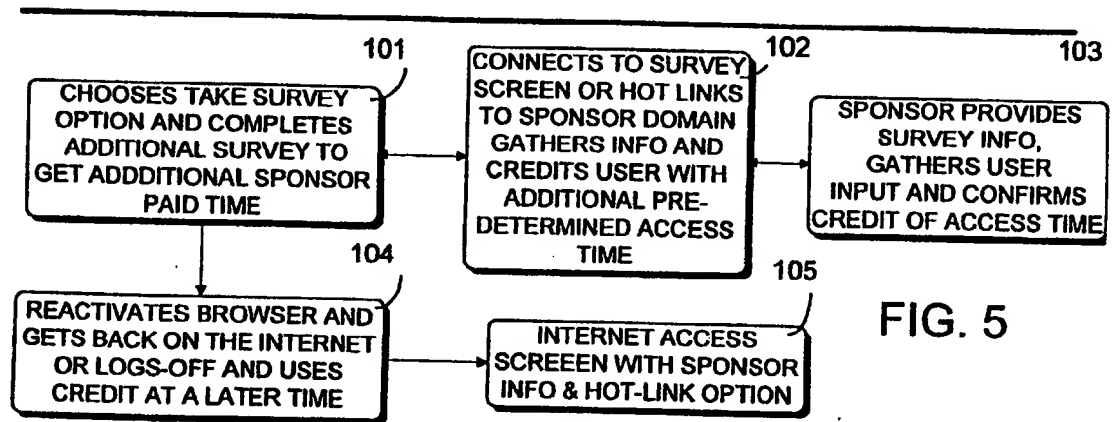 101
CHOOSES TAKE SURVEY
OPTION AND COMPLETES
ADDITIONAL SURVEY TO
GET ADDDITIONAL SPONSOR
PAID TIME
102
CONNECTS TO SURVEY
SCREEN OR HOT LINKS
TO SPONSOR DOMAIN
GATHERS INFO AND
CREDITS USER WITH
ADDITIONAL PRE-
DETERMINED ACCESS
TIME
103
SPONSOR PROVIDES
SURVEY INFO,
GATHERS USER
INPUT AND CONFIRMS
CREDIT OF ACCESS TIME
104
REACTIVATES BROWSER AND
GETS BACK ON THE INTERNET
OR LOGS-OFF AND USES
CREDIT AT A LATER TIME
105
INTERNET ACCESS
SCREEEN WITH SPONSOR
INFO & HOT-LINK OPTION
FIG. 5